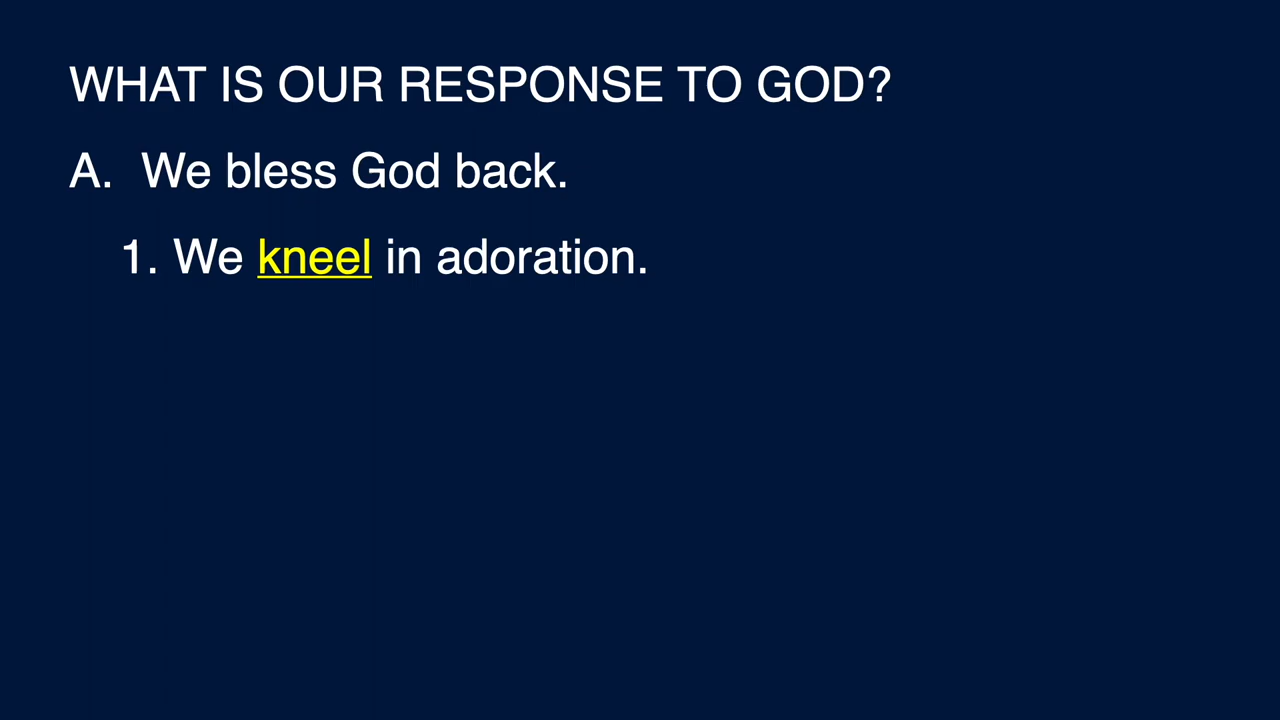 WHAT IS OUR RESPONSE TO GOD?
A. We bless God back.
1. We kneel in adoration.